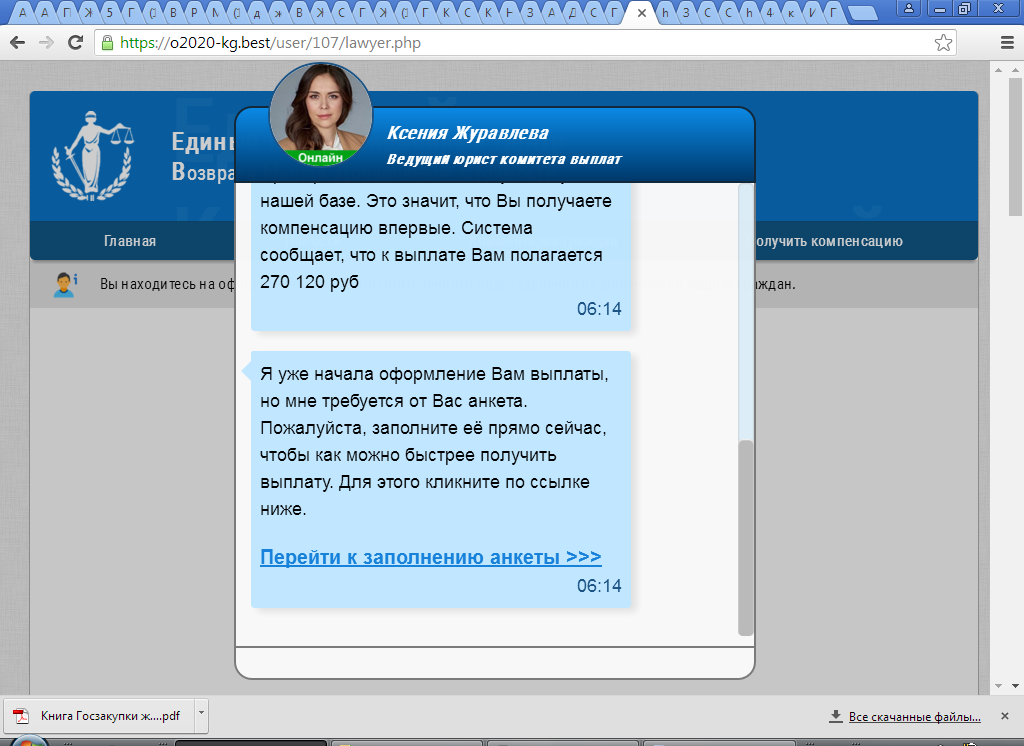 А А Г Ж 5 Г ( В Р М ( д ж В Ж С Г Ж ( Г К С К Н З А Д С Г h З С С h 4 к И Г
https://o2020-kg.best/user/107/lawyer.php
Онлайн
Ксения Журавлева
Ведущий юрист комитета выплат
Главная
получить компенсацию
Вы находитесь на
нашей базе. Это значит, что Вы получаете
компенсацию впервые. Система
сообщает, что к выплате Вам полагается
270 120 руб
06:14
Я уже начала оформление Вам выплаты,
но мне требуется от Вас анкета.
Пожалуйста, заполните её прямо сейчас,
чтобы как можно быстрее получить
выплату. Для этого кликните по ссылке
ниже.
Перейти к заполнению анкеты >>>
06:14
Книга Госзакупки ж....pdf
Все скачанные файлы...